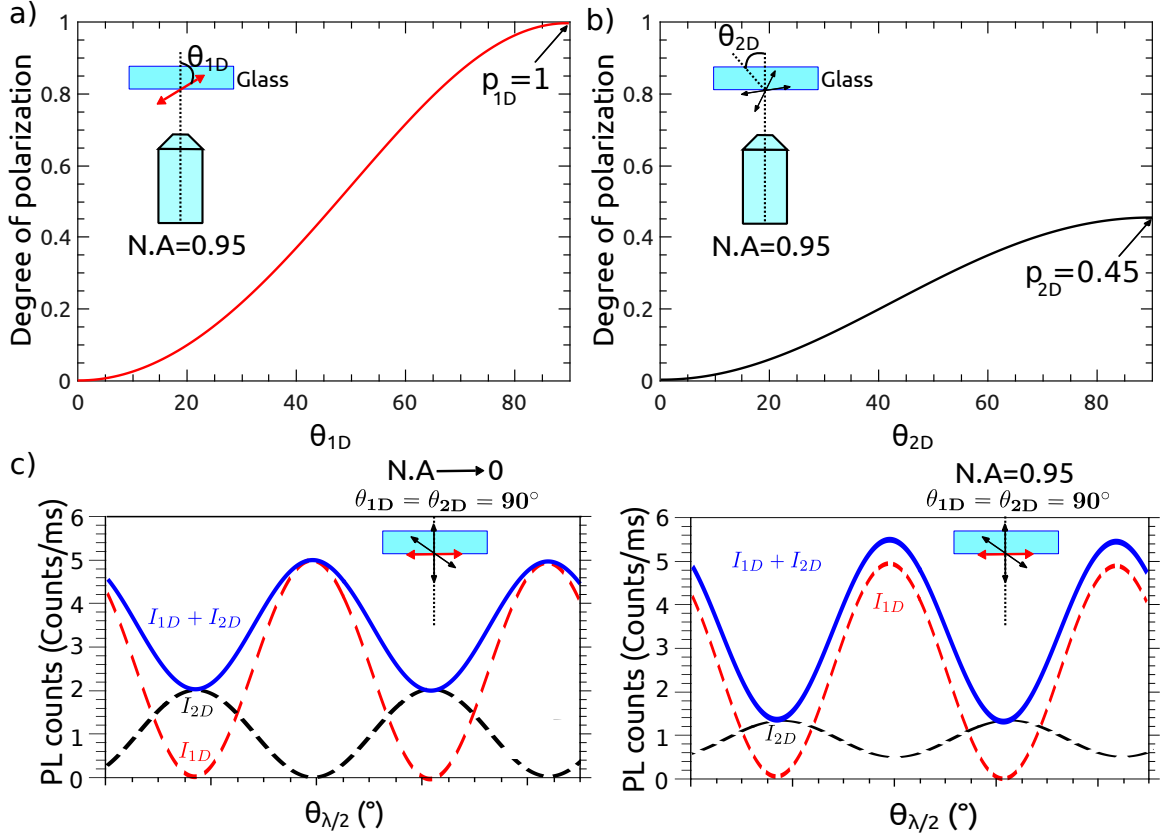 a)
Degree of polarization
1
0.8
0.6
0.4
0.2
0
0 20 40 60 80
θ1D
θ1D
Glass
N.A=0.95
p1D=1
b)
Degree of polarization
1
0.8
0.6
0.4
0.2
0
0 20 40 60 80
θ2D
θ2D
Glass
N.A=0.95
p2D=0.45
c)
N.A 0
θ1D = θ2D = 90°
PL counts (Counts/ms)
6
5
4
3
2
1
0
I1D + I2D
I2D
I1D
θλ/2 (°)
N.A=0.95
θ1D = θ2D = 90°
PL counts (Counts/ms)
6
5
4
3
2
1
0
I1D + I2D
I1D
I2D
θλ/2 (°)